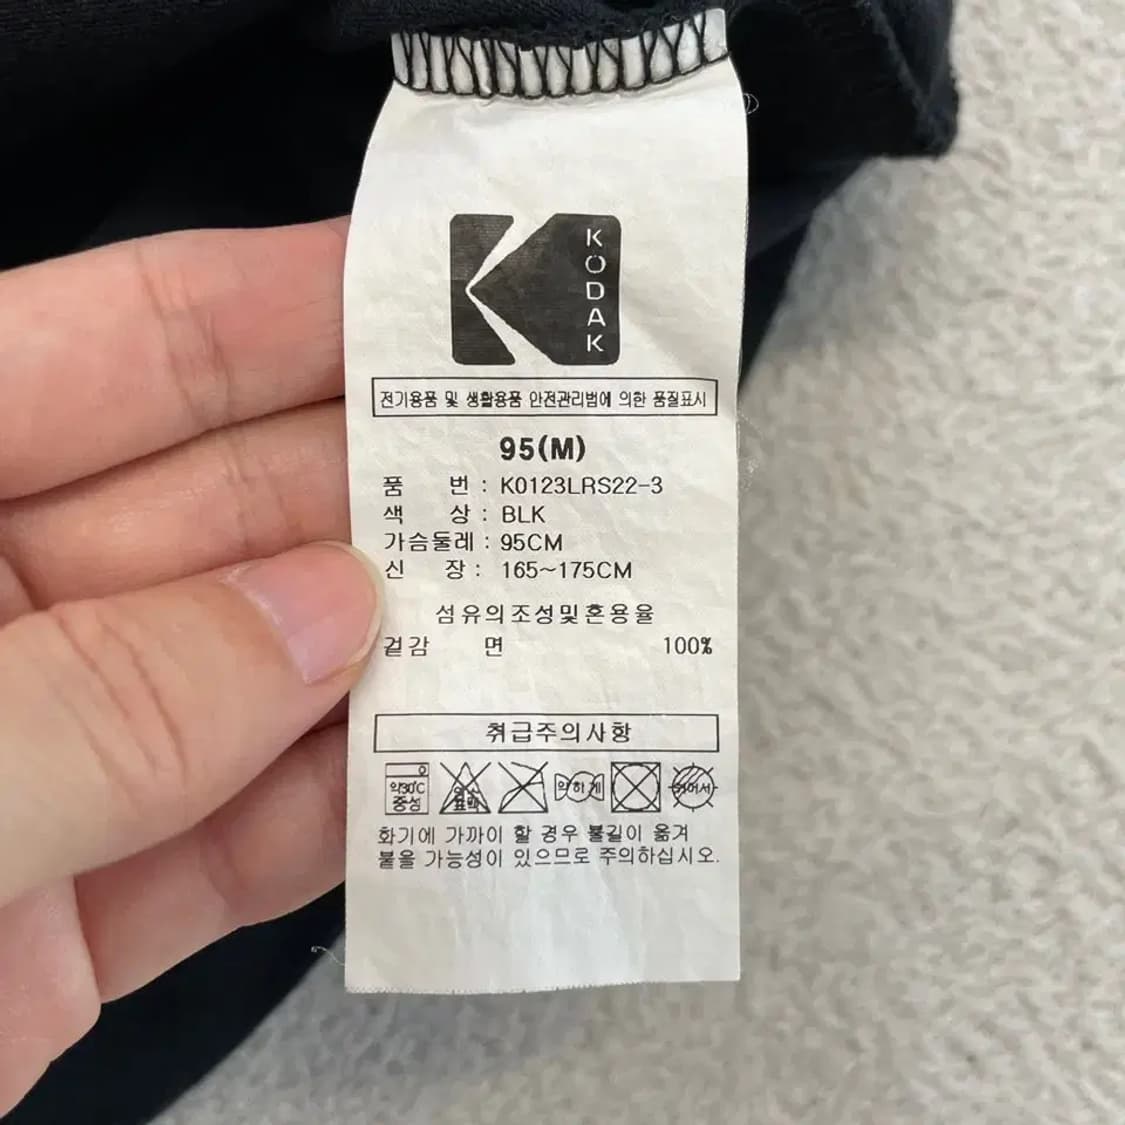 KODAK
전기용품 및 생활용품 안전관리법에 의한 품질표시
95(M)
품 번 : K0123LRS22-3
색 상 : BLK
가슴둘레 : 95CM
신 장 : 165~175CM
섬유의조성및혼용율
겉감 면 100%
취급주의사항
약30℃ 중성 염소 표백 약하게
화기에 가까이 할 경우 불길이 옮겨
붙을 가능성이 있으므로 주의하십시오.